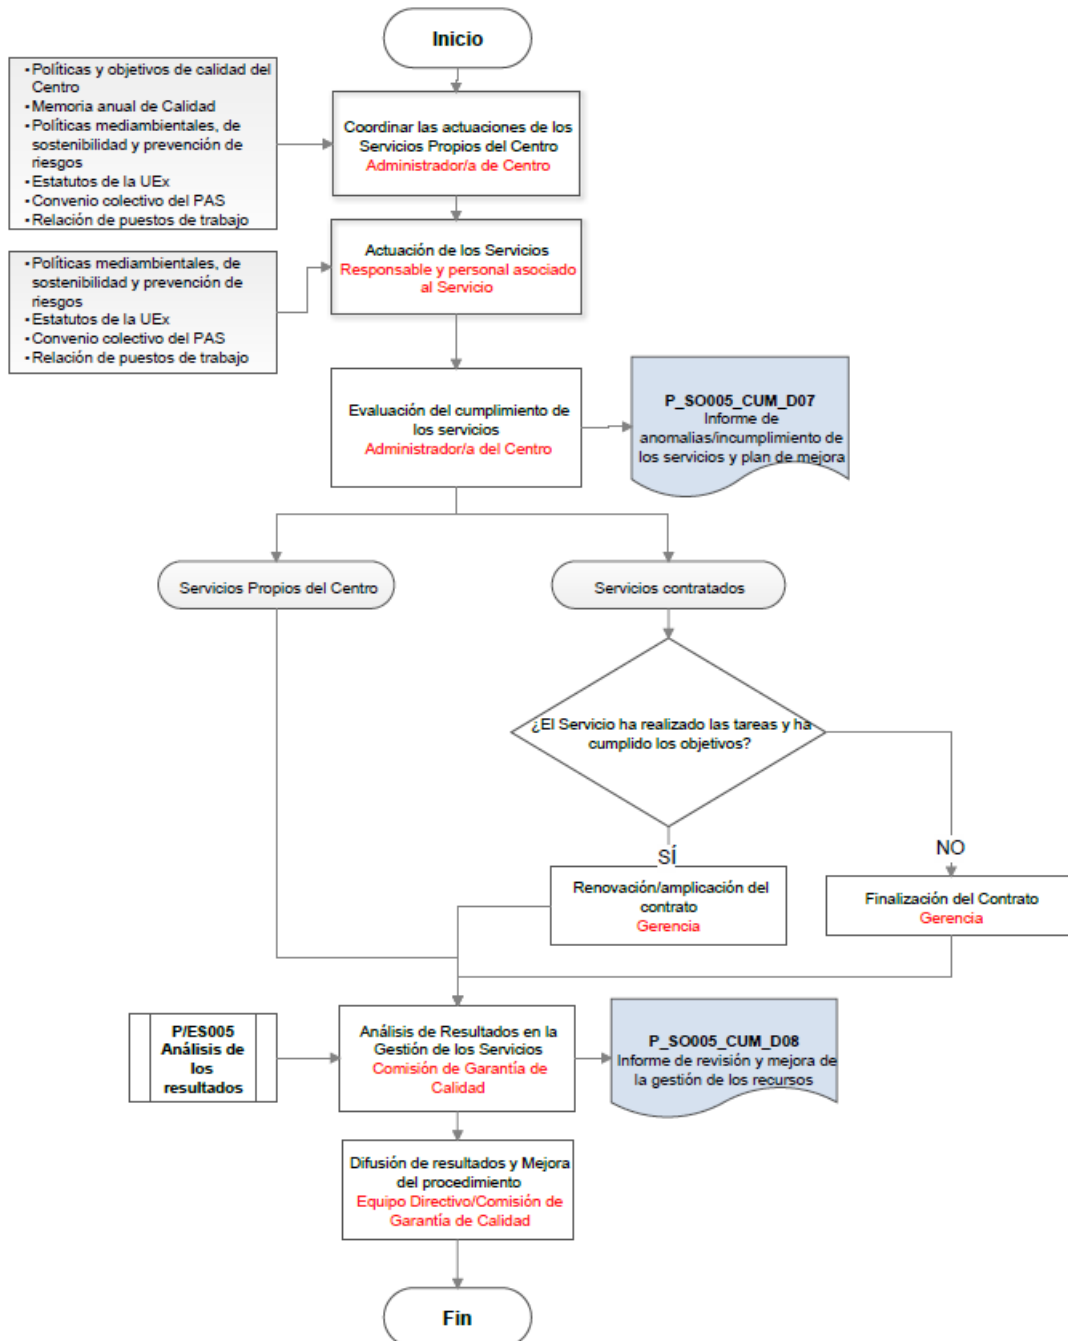 Inicio
• Políticas y objetivos de calidad del
Centro
• Memoria anual de Calidad
• Políticas mediambientales, de
sostenibilidad y prevención de
riesgos
• Estatutos de la UEx
• Convenio colectivo del PAS
• Relación de puestos de trabajo
Coordinar las actuaciones de los
Servicios Propios del Centro
Administrador/a de Centro
• Políticas mediambientales, de
sostenibilidad y prevención de
riesgos
• Estatutos de la UEx
• Convenio colectivo del PAS
• Relación de puestos de trabajo
Actuación de los Servicios
Responsable y personal asociado
al Servicio
Evaluación del cumplimiento de
los servicios
Administrador/a del Centro
P_SO005_CUM_D07
Informe de
anomalias/incumplimiento de
los servicios y plan de mejora
Servicios Propios del Centro
Servicios contratados
¿El Servicio ha realizado las tareas y ha
cumplido los objetivos?
SÍ
NO
Renovación/amplicación del
contrato
Gerencia
Finalización del Contrato
Gerencia
P/ES005
Análisis de
los
resultados
Análisis de Resultados en la
Gestión de los Servicios
Comisión de Garantía de
Calidad
P_SO005_CUM_D08
Informe de revisión y mejora de
la gestión de los recursos
Difusión de resultados y Mejora
del procedimiento
Equipo Directivo/Comisión de
Garantía de Calidad
Fin